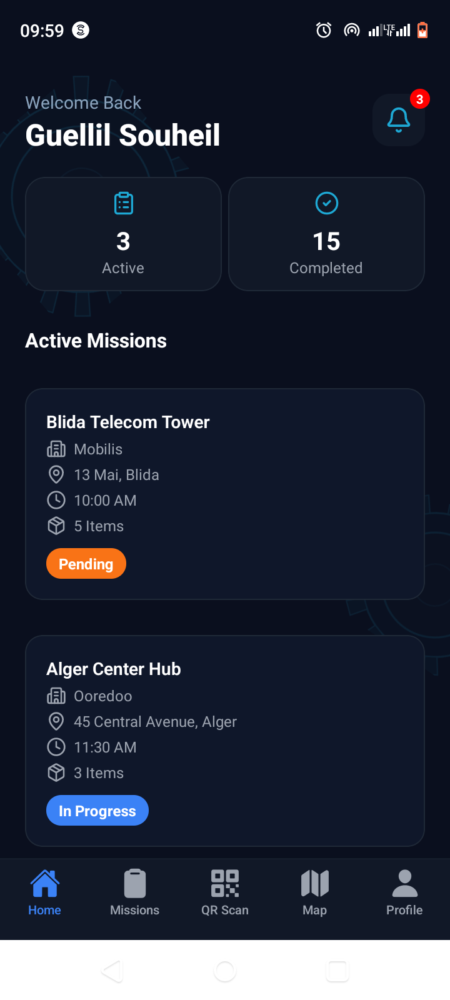 09:59
LTE
Welcome Back
Guellil Souheil
3
3
Active
15
Completed
Active Missions
Blida Telecom Tower
Mobilis
13 Mai, Blida
10:00 AM
5 Items
Pending
Alger Center Hub
Ooredoo
45 Central Avenue, Alger
11:30 AM
3 Items
In Progress
Home
Missions
QR Scan
Map
Profile